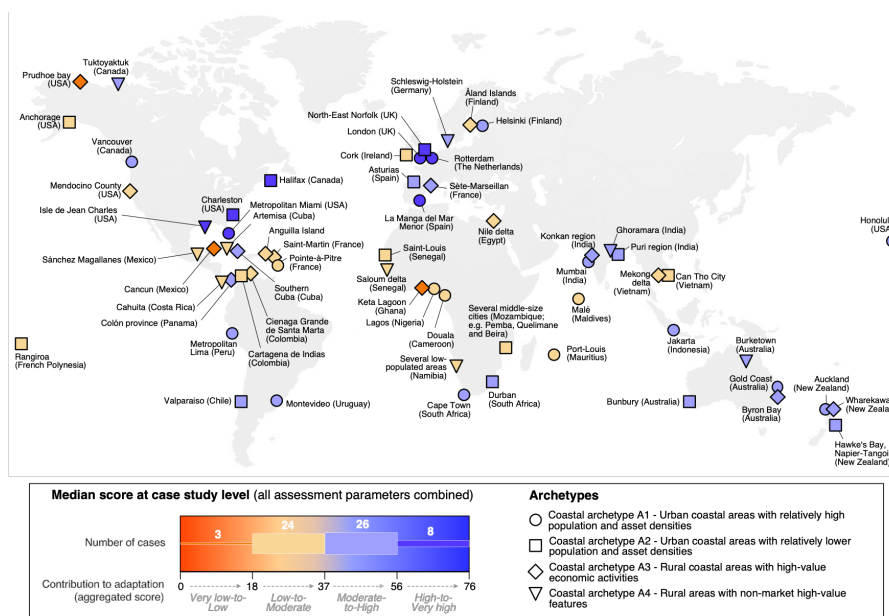 Prudhoe bay
(USA)
Tuktoyaktuk
(Canada)
Anchorage
(USA)
Vancouver
(Canada)
Mendocino County
(USA)
Isle de Jean Charles
(USA)
Sánchez Magallanes (Mexico)
Cancun (Mexico)
Cahuita (Costa Rica)
Colón province (Panama)
Rangiroa
(French Polynesia)
Halifax (Canada)
Charleston
(USA)
Metropolitan Miami (USA)
Artemisa (Cuba)
Anguilla Island
Saint-Martin (France)
Pointe-à-Pitre
(France)
Southern
Cuba (Cuba)
Cienaga Grande
de Santa Marta
(Colombia)
Cartagena de Indias
(Colombia)
Metropolitan
Lima (Peru)
Valparaiso (Chile)
Montevideo (Uruguay)
Schleswig-Holstein
(Germany)
Åland Islands
(Finland)
Helsinki (Finland)
North-East Norfolk (UK)
London (UK)
Cork (Ireland)
Rotterdam
(The Netherlands)
Asturias
(Spain)
Sète-Marseillan
(France)
La Manga del Mar
Menor (Spain)
Nile delta
(Egypt)
Saint-Louis
(Senegal)
Saloum delta
(Senegal)
Keta Lagoon
(Ghana)
Lagos (Nigeria)
Douala
(Cameroon)
Several middle-size
cities (Mozambique;
e.g. Pemba, Quelimane
and Beira)
Several low-
populated areas
(Namibia)
Cape Town
(South Africa)
Durban
(South Africa)
Port-Louis
(Mauritius)
Malé
(Maldives)
Konkan region
(India)
Mumbai
(India)
Ghoramara (India)
Puri region (India)
Mekong
delta
(Vietnam)
Can Tho City
(Vietnam)
Jakarta
(Indonesia)
Burketown
(Australia)
Gold Coast
(Australia)
Byron Bay
(Australia)
Bunbury (Australia)
Auckland
(New Zealand)
Wharekawa
(New Zeala
Hawke's Bay,
Napier-Tangoi
(New Zealand)
Honolul
(USA
Median score at case study level (all assessment parameters combined)
Number of cases
3
24
26
8
Contribution to adaptation
(aggregated score)
0
18
37
56
76
Very low-to-
Low
Low-to-
Moderate
Moderate-
to-High
High-to-
Very high
Archetypes
Coastal archetype A1 - Urban coastal areas with relatively high
population and asset densities
Coastal archetype A2 - Urban coastal areas with relatively lower
population and asset densities
Coastal archetype A3 - Rural coastal areas with high-value
economic activities
Coastal archetype A4 - Rural areas with non-market high-value
features